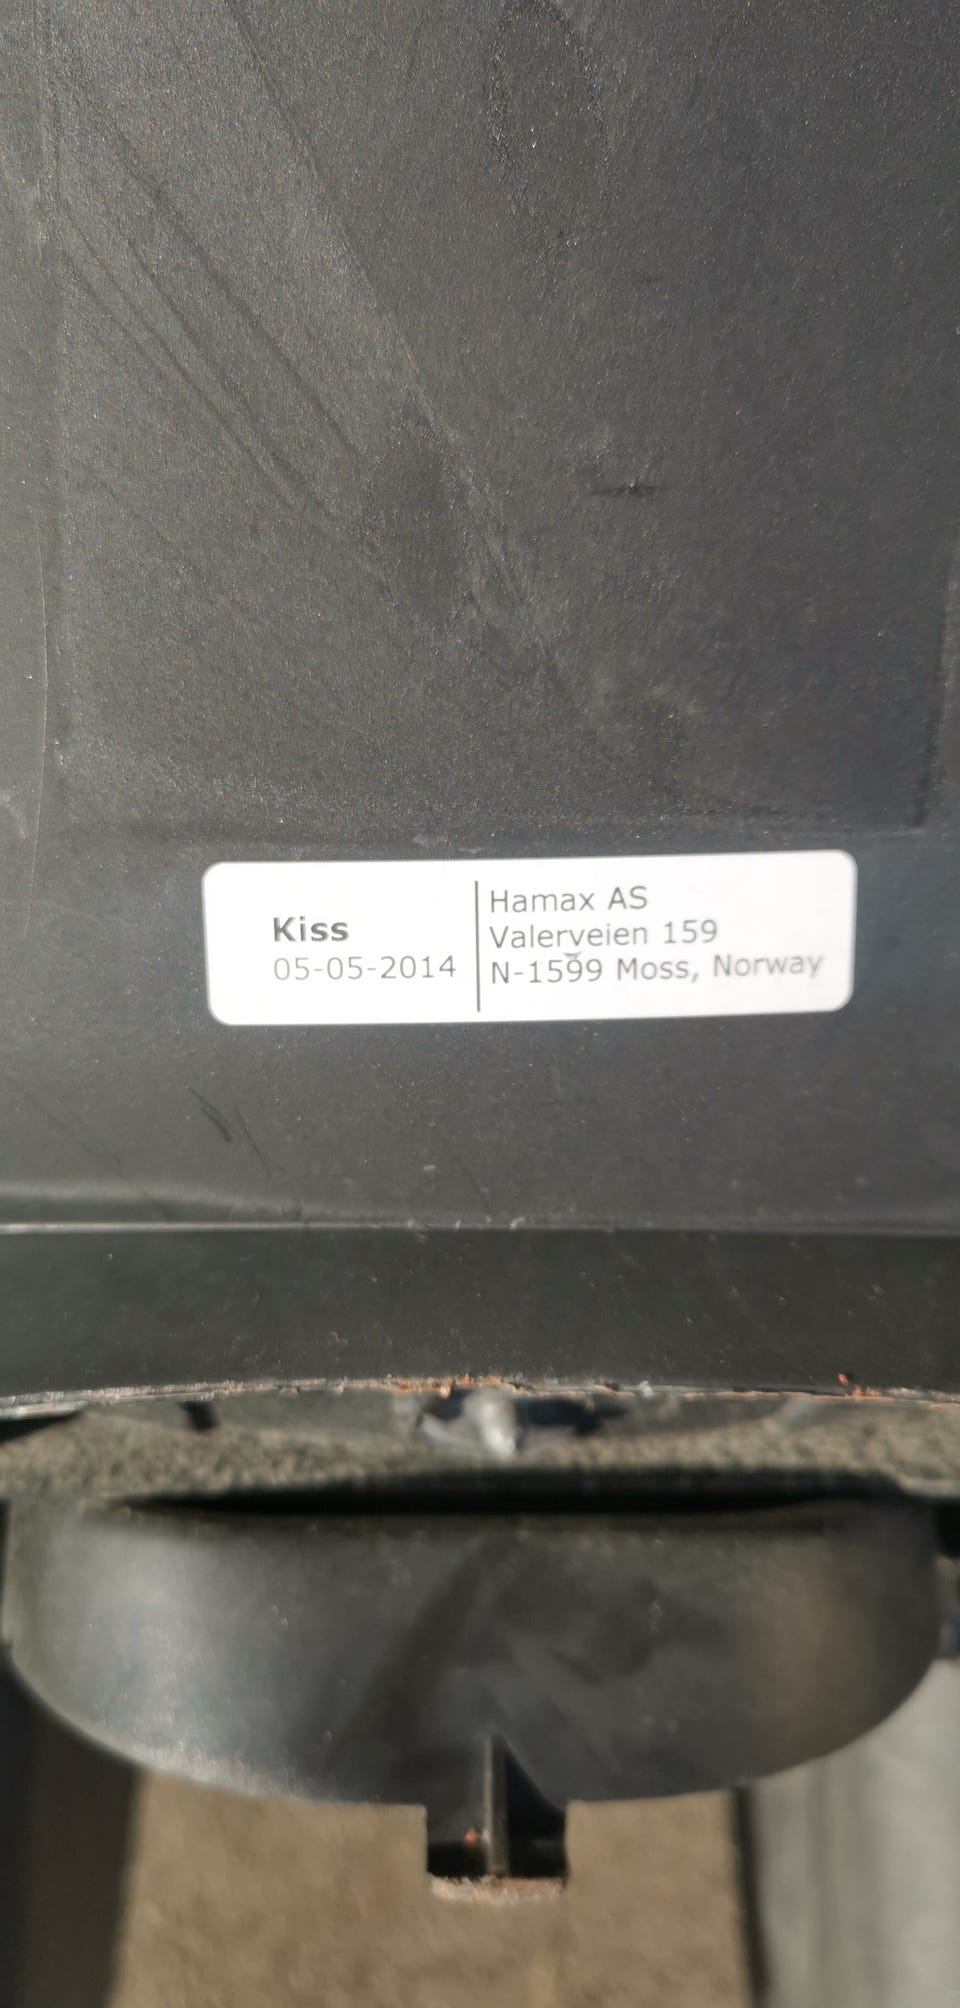 Kiss
05-05-2014
Hamax AS
Valerveien 159
N-1599 Moss, Norway